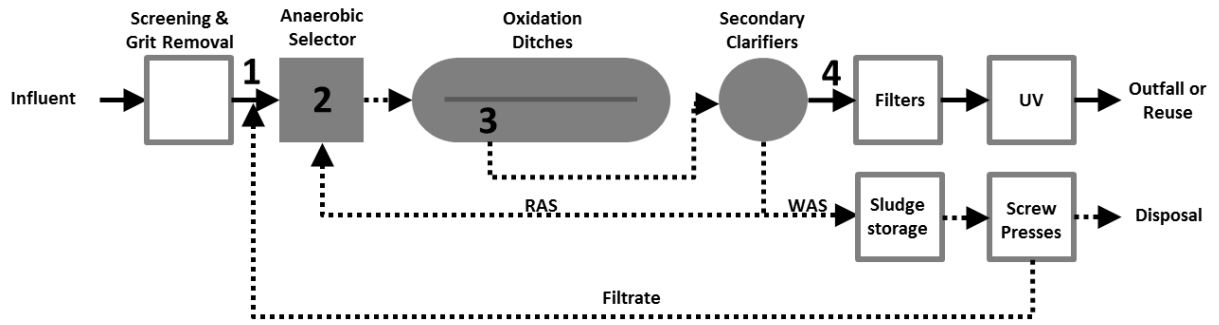 Screening &
Grit Removal
Anaerobic
Selector
Oxidation
Ditches
Secondary
Clarifiers
Influent
1
2
3
4
Filters
UV
Outfall or
Reuse
RAS
WAS
Sludge
storage
Screw
Presses
Disposal
Filtrate